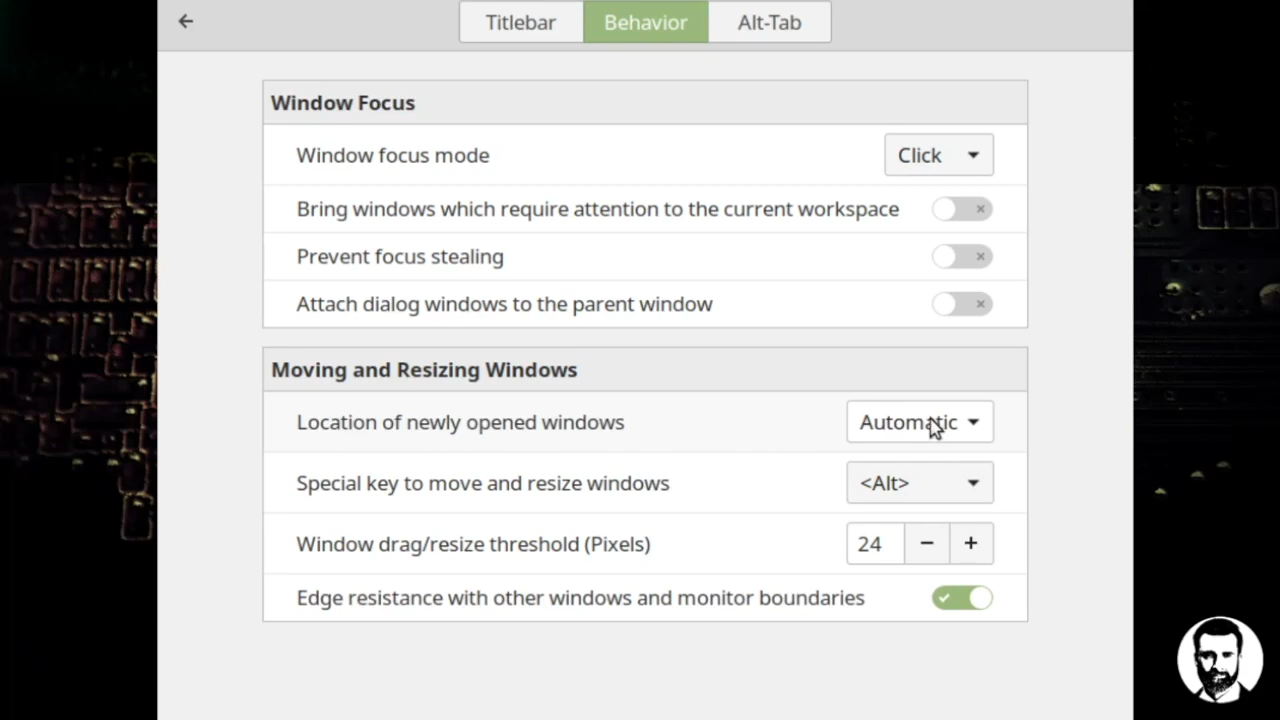 Titlebar
Behavior
Alt-Tab
Window Focus
Window focus mode
Click
Bring windows which require attention to the current workspace
Prevent focus stealing
Attach dialog windows to the parent window
Moving and Resizing Windows
Location of newly opened windows
Automatic
Special key to move and resize windows
<Alt>
Window drag/resize threshold (Pixels)
24 − +
Edge resistance with other windows and monitor boundaries